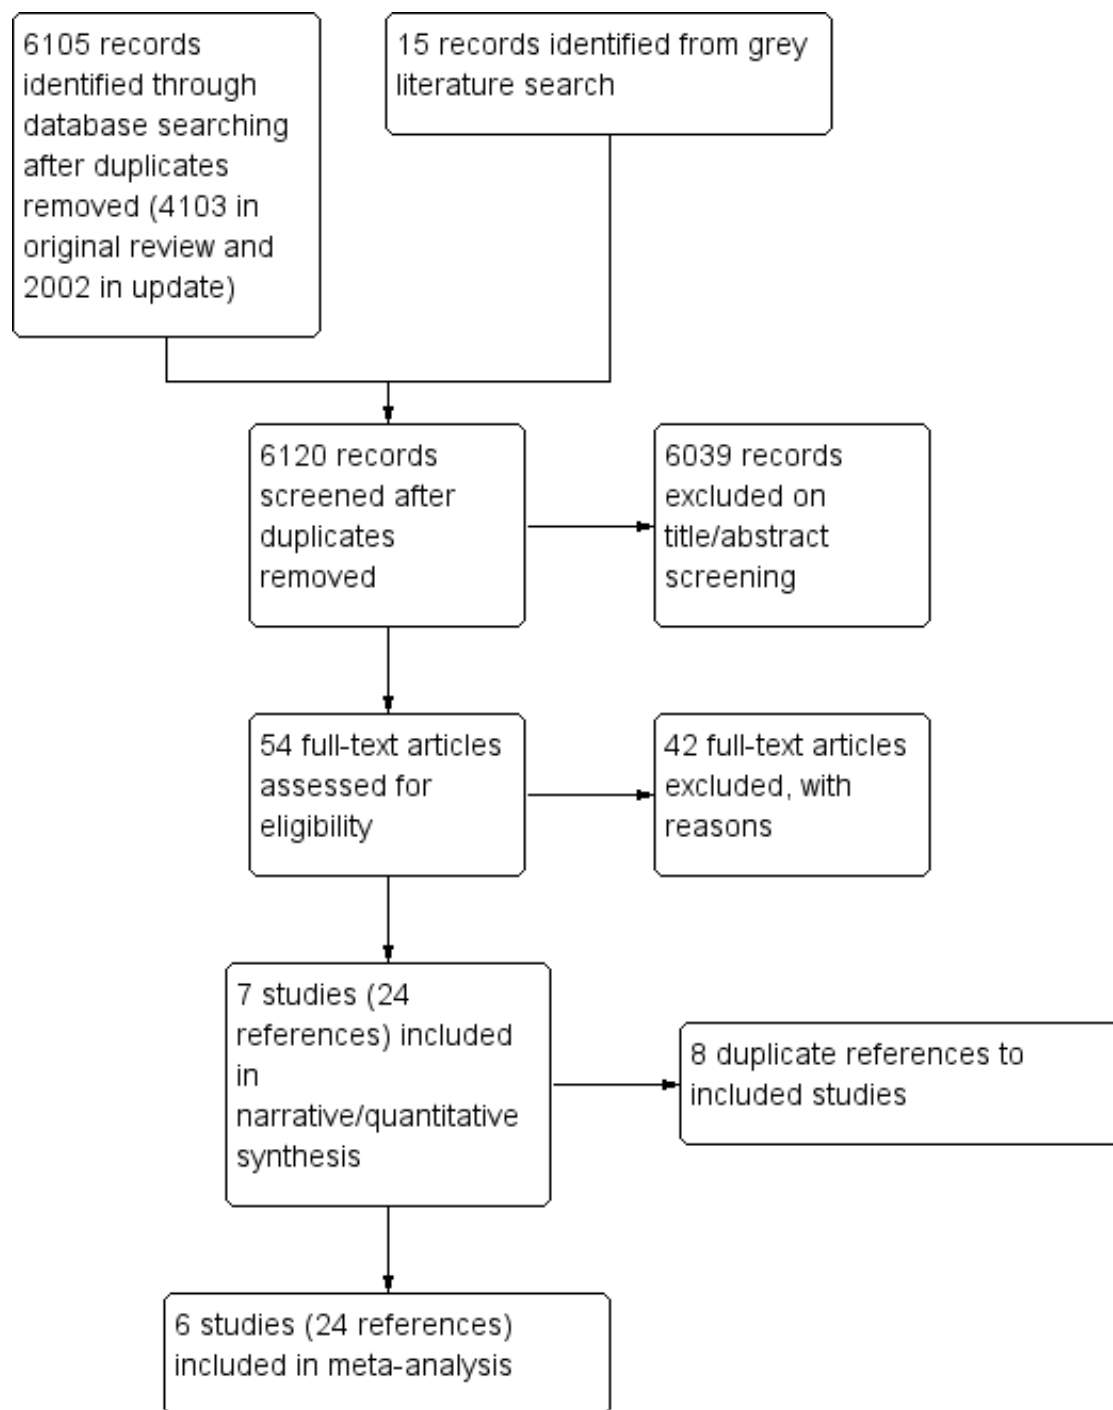 6105 records
identified through
database searching
after duplicates
removed (4103 in
original review and
2002 in update)
15 records identified from grey
literature search
6120 records
screened after
duplicates
removed
6039 records
excluded on
title/abstract
screening
54 full-text articles
assessed for
eligibility
42 full-text articles
excluded, with
reasons
7 studies (24
references) included
in
narrative/quantitative
synthesis
8 duplicate references to
included studies
6 studies (24 references)
included in meta-analysis